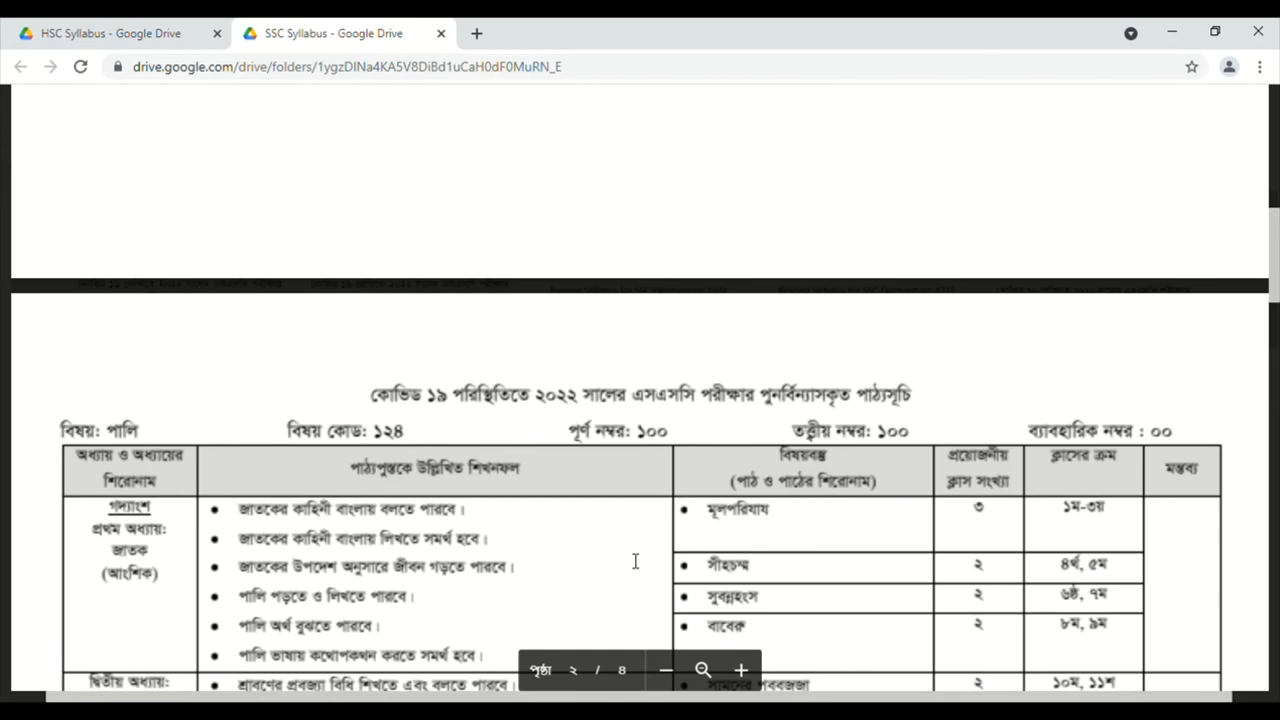 HSC Syllabus - Google Drive
SSC Syllabus - Google Drive
drive.google.com/drive/folders/1ygzDlNa4KA5V8DiBd1uCaH0dF0MuRN_E
কোভিড ১৯ পরিস্থিতিতে ২০২২ সালের এসএসসি পরীক্ষার পুনর্বিন্যাসকৃত পাঠ্যসূচি
বিষয়: পালি বিষয় কোড: ১২৪ পূর্ণ নম্বর: ১০০ তত্ত্বীয় নম্বর: ১০০ ব্যাবহারিক নম্বর : ০০
অধ্যায় ও অধ্যায়ের শিরোনাম
পাঠ্যপুস্তকে উল্লিখিত শিখনফল
বিষয়বস্তু
(পাঠ ও পাঠের শিরোনাম)
প্রয়োজনীয়
ক্লাস সংখ্যা
ক্লাসের ক্রম
মন্তব্য
গদ্যাংশ
প্রথম অধ্যায়:
জাতক
(আংশিক)
• জাতকের কাহিনী বাংলায় বলতে পারবে।
• জাতকের কাহিনী বাংলায় লিখতে সমর্থ হবে।
• জাতকের উপদেশ অনুসারে জীবন গড়তে পারবে।
• পালি পড়তে ও লিখতে পারবে।
• পালি অর্থ বুঝতে পারবে।
• পালি ভাষায় কথোপকথন করতে সমর্থ হবে।
• মূলপরিযায ৩ ১ম-৩য়
• সীহচম্ম ২ ৪র্থ, ৫ম
• সুবন্নহংস ২ ৬ষ্ঠ, ৭ম
• বাবেরু ২ ৮ম, ৯ম
দ্বিতীয় অধ্যায়:
• শ্রাবণের প্রবজ্যা বিধি শিখতে এবং বলতে পারবে।
২ ১০ম, ১১শ
পৃষ্ঠা ২ / ৪